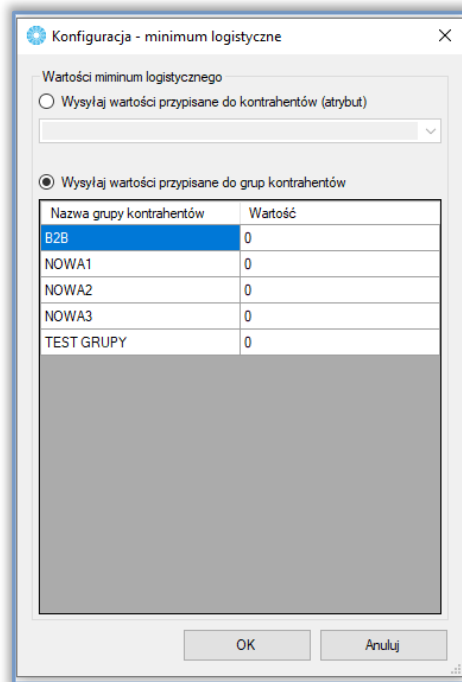 Konfiguracja - minimum logistyczne
Wartości miminum logistycznego
Wysyłaj wartości przypisane do kontrahentów (atrybut)
Wysyłaj wartości przypisane do grup kontrahentów
Nazwa grupy kontrahentów Wartość
B2B 0
NOWA1 0
NOWA2 0
NOWA3 0
TEST GRUPY 0
OK Anuluj